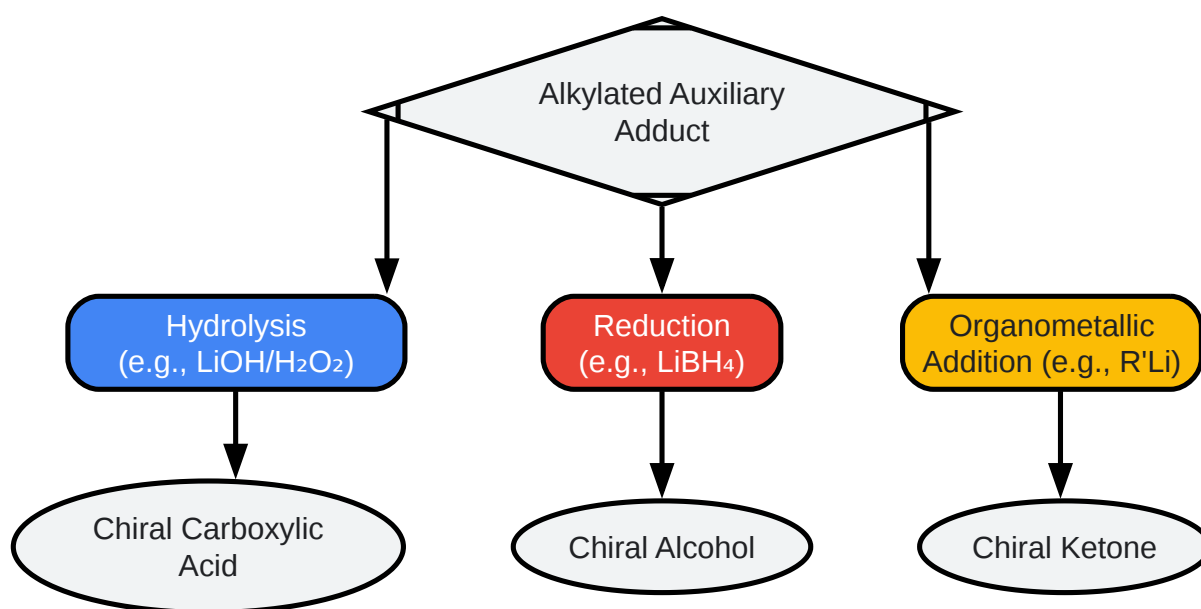 Alkylated Auxiliary
Adduct
Hydrolysis
(e.g., LiOH/H₂O₂)
Reduction
(e.g., LiBH₄)
Organometallic
Addition (e.g., R'Li)
Chiral Carboxylic
Acid
Chiral Alcohol
Chiral Ketone